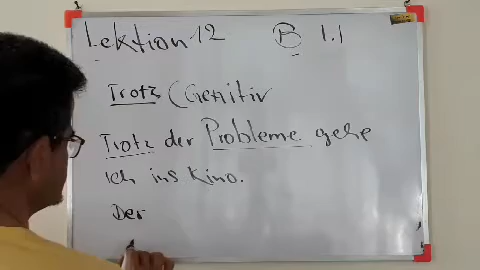 Lektion 12 B 1.1
Trotz (Genitiv
Trotz der Probleme gehe
ich ins Kino.
Der